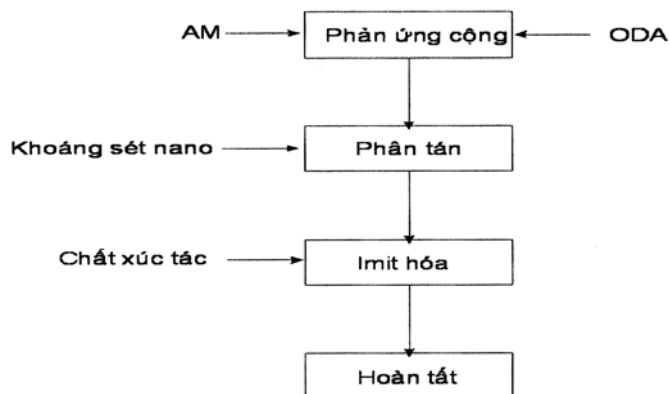 AM Phản ứng cộng ODA
Khoáng sét nano Phân tán
Chất xúc tác Imit hóa
Hoàn tất